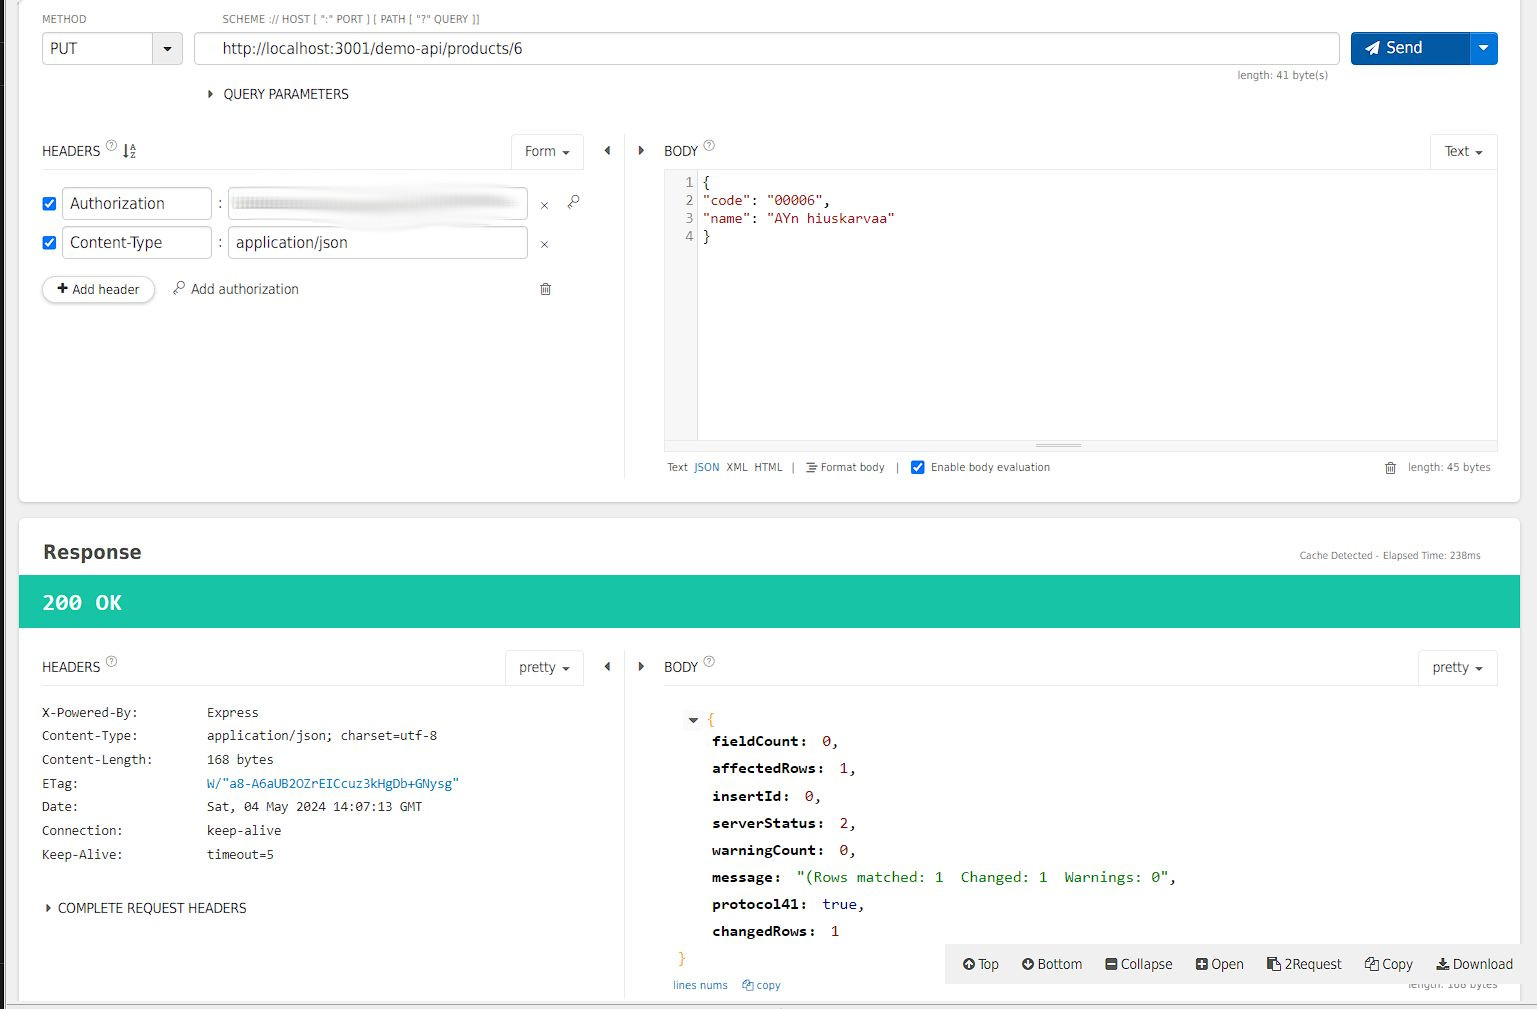 METHOD
SCHEME :// HOST [ ":" PORT ] [ PATH [ "?" QUERY ]]
PUT
http://localhost:3001/demo-api/products/6
Send
length: 41 byte(s)
QUERY PARAMETERS
HEADERS ? A Z
Form
BODY ?
Text
Authorization :
Content-Type : application/json
+ Add header
Add authorization
1 {
2 "code": "00006",
3 "name": "AYn hiuskarvaa"
4 }
Text JSON XML HTML | Format body | Enable body evaluation
length: 45 bytes
Response
Cache Detected - Elapsed Time: 238ms
200 OK
HEADERS ?
pretty
BODY ?
pretty
X-Powered-By: Express
Content-Type: application/json; charset=utf-8
Content-Length: 168 bytes
ETag: W/"a8-A6aUB2OZrEICcuz3kHgDb+GNysg"
Date: Sat, 04 May 2024 14:07:13 GMT
Connection: keep-alive
Keep-Alive: timeout=5
COMPLETE REQUEST HEADERS
{
fieldCount: 0,
affectedRows: 1,
insertId: 0,
serverStatus: 2,
warningCount: 0,
message: "(Rows matched: 1  Changed: 1  Warnings: 0",
protocol41: true,
changedRows: 1
}
lines nums copy
Top Bottom Collapse Open 2Request Copy Download
length: 168 bytes